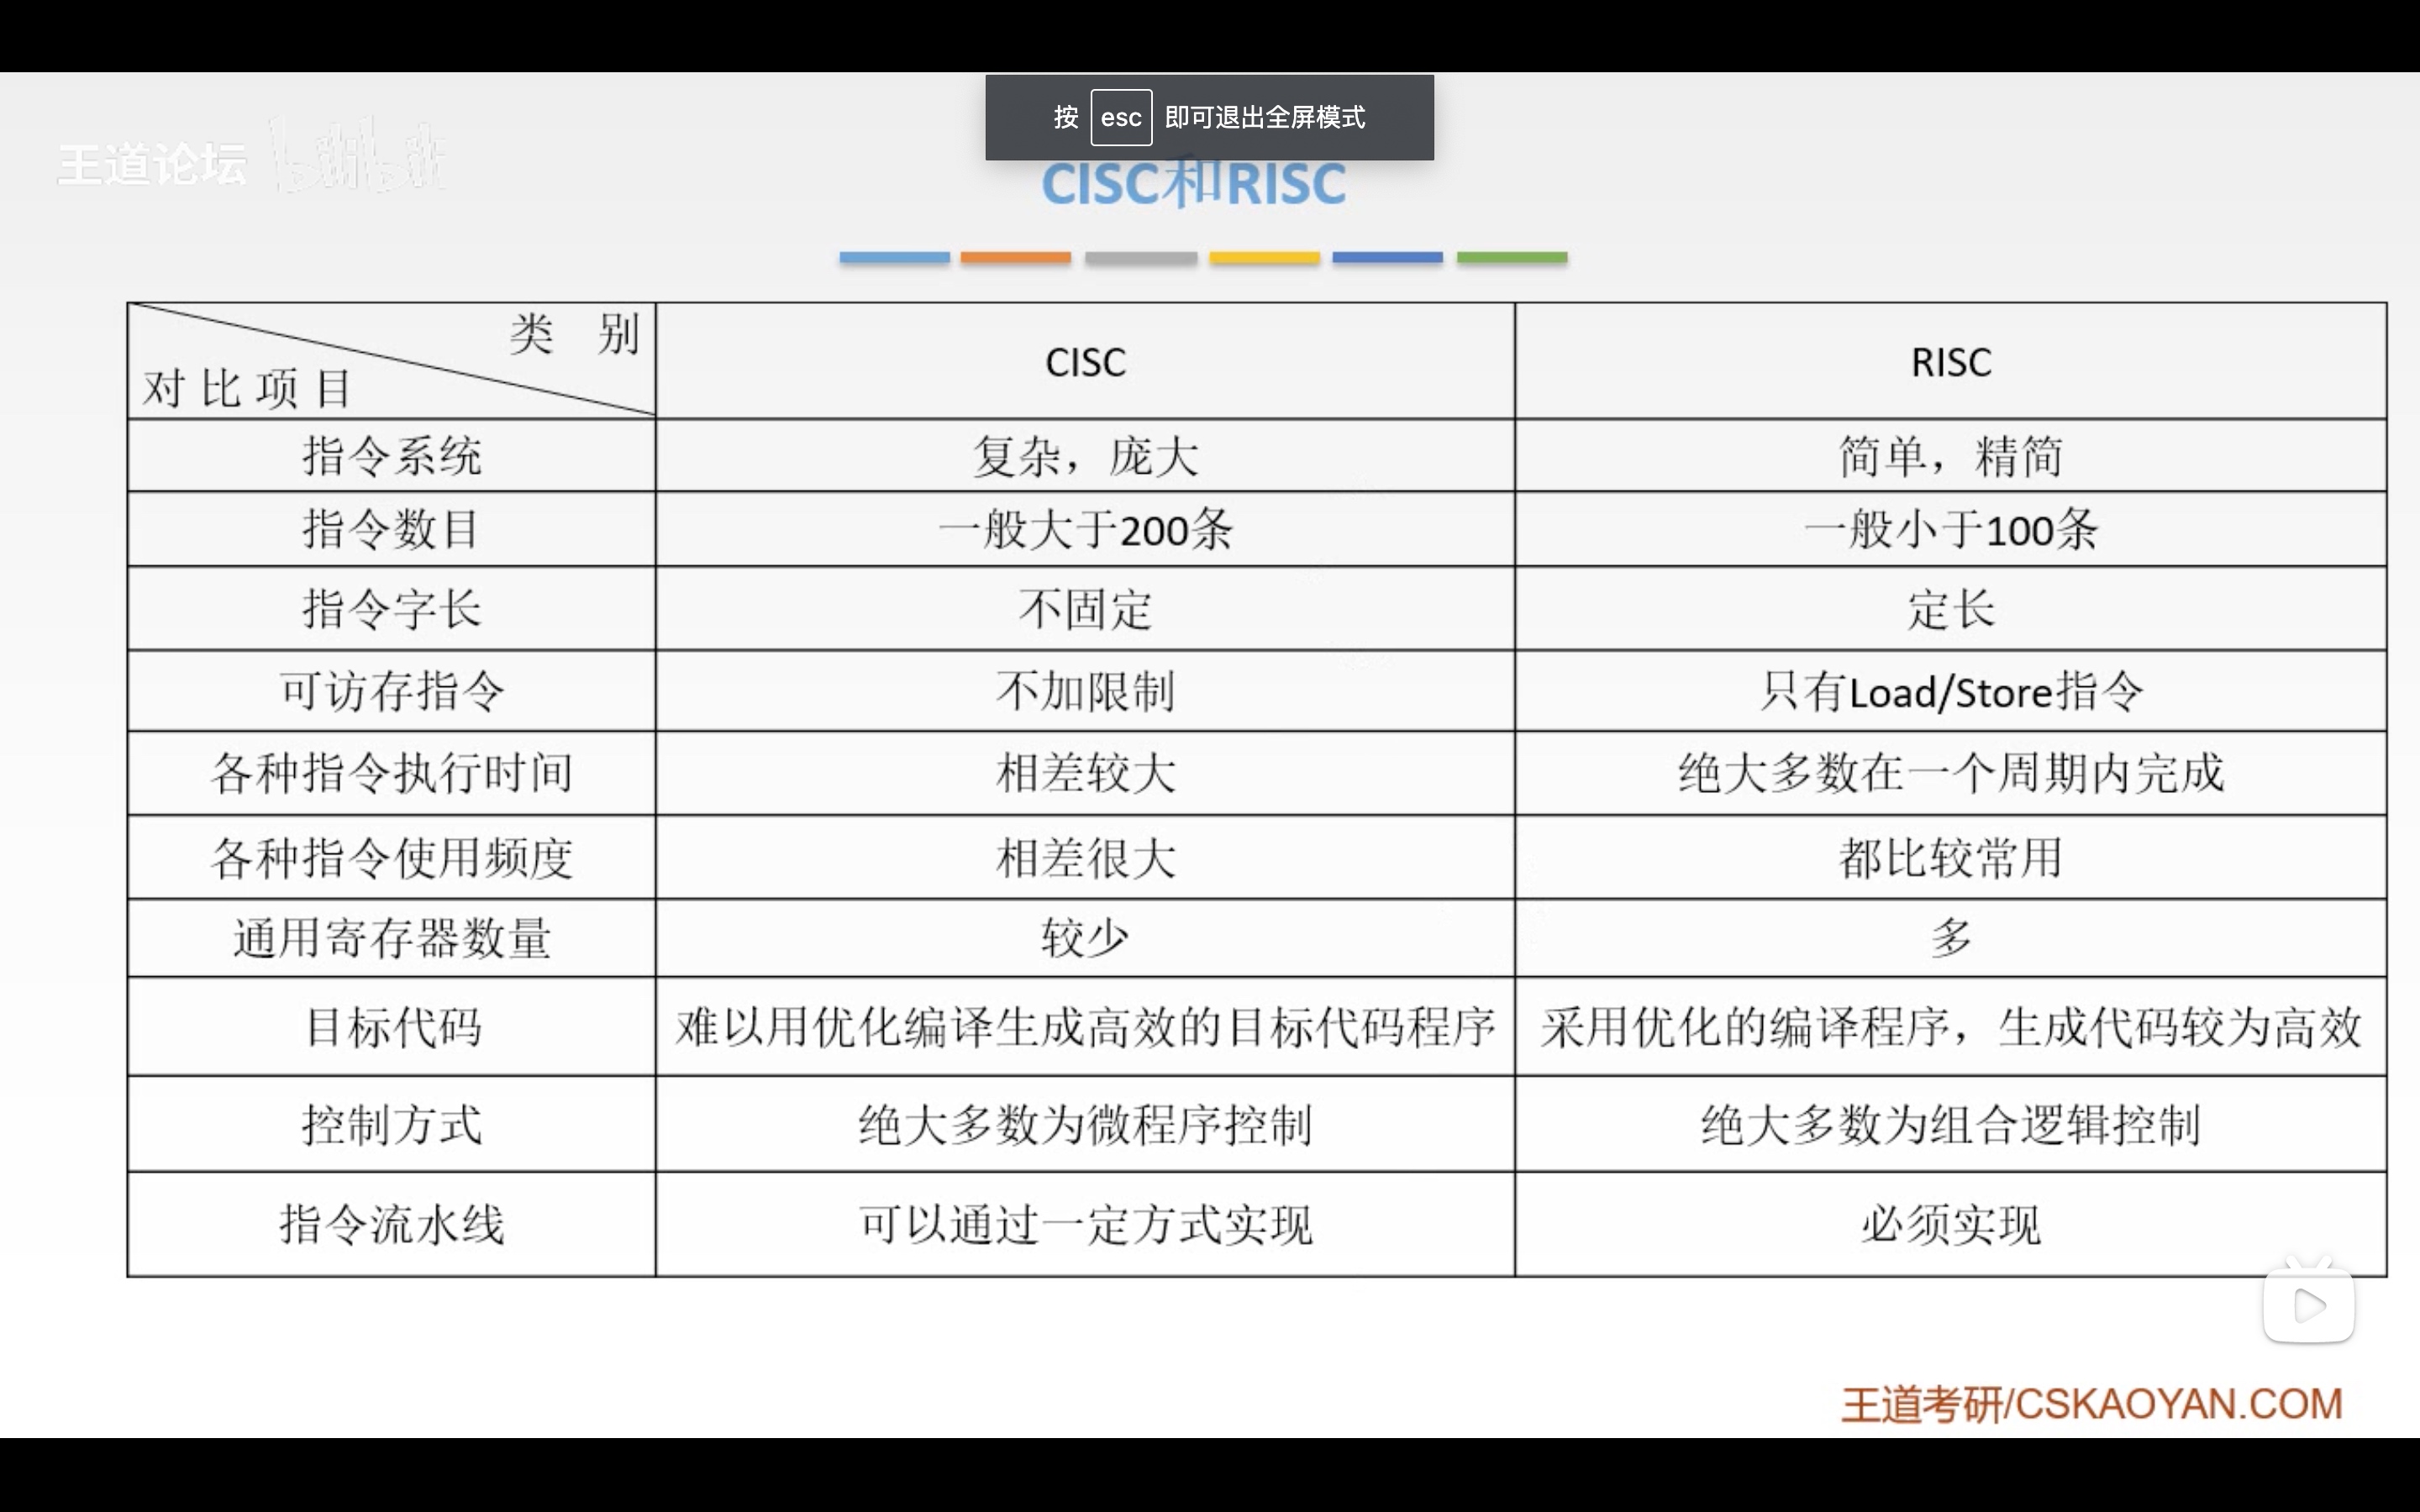 按 esc 即可退出全屏模式
王道论坛 bilibili
CISC和RISC
类 别
对比项目
CISC
RISC
指令系统
复杂，庞大
简单，精简
指令数目
一般大于200条
一般小于100条
指令字长
不固定
定长
可访存指令
不加限制
只有Load/Store指令
各种指令执行时间
相差较大
绝大多数在一个周期内完成
各种指令使用频度
相差很大
都比较常用
通用寄存器数量
较少
多
目标代码
难以用优化编译生成高效的目标代码程序
采用优化的编译程序，生成代码较为高效
控制方式
绝大多数为微程序控制
绝大多数为组合逻辑控制
指令流水线
可以通过一定方式实现
必须实现
王道考研/CSKAOYAN.COM